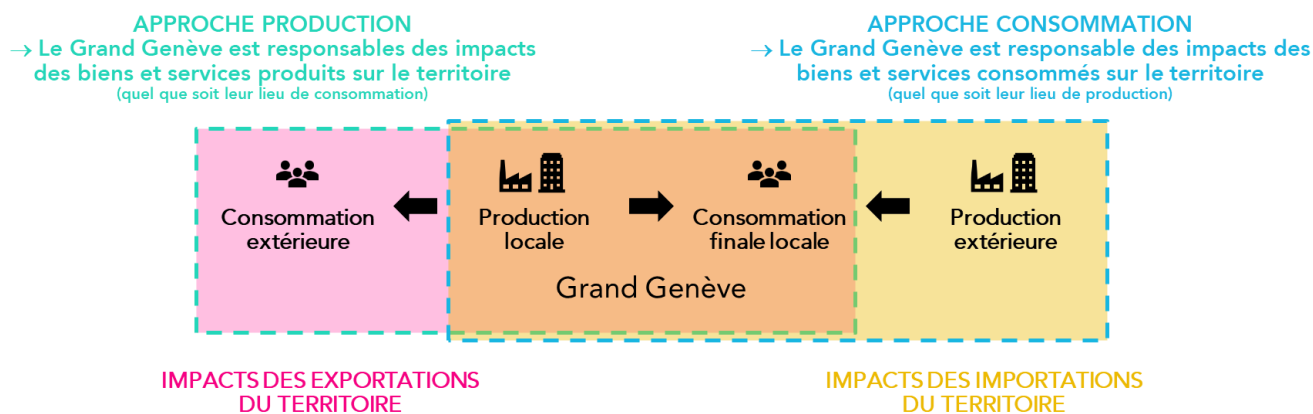 APPROCHE PRODUCTION
→ Le Grand Genève est responsables des impacts
des biens et services produits sur le territoire
(quel que soit leur lieu de consommation)
APPROCHE CONSOMMATION
→ Le Grand Genève est responsable des impacts des
biens et services consommés sur le territoire
(quel que soit leur lieu de production)
Consommation
extérieure
Production
locale
Consommation
finale locale
Production
extérieure
Grand Genève
IMPACTS DES EXPORTATIONS
DU TERRITOIRE
IMPACTS DES IMPORTATIONS
DU TERRITOIRE